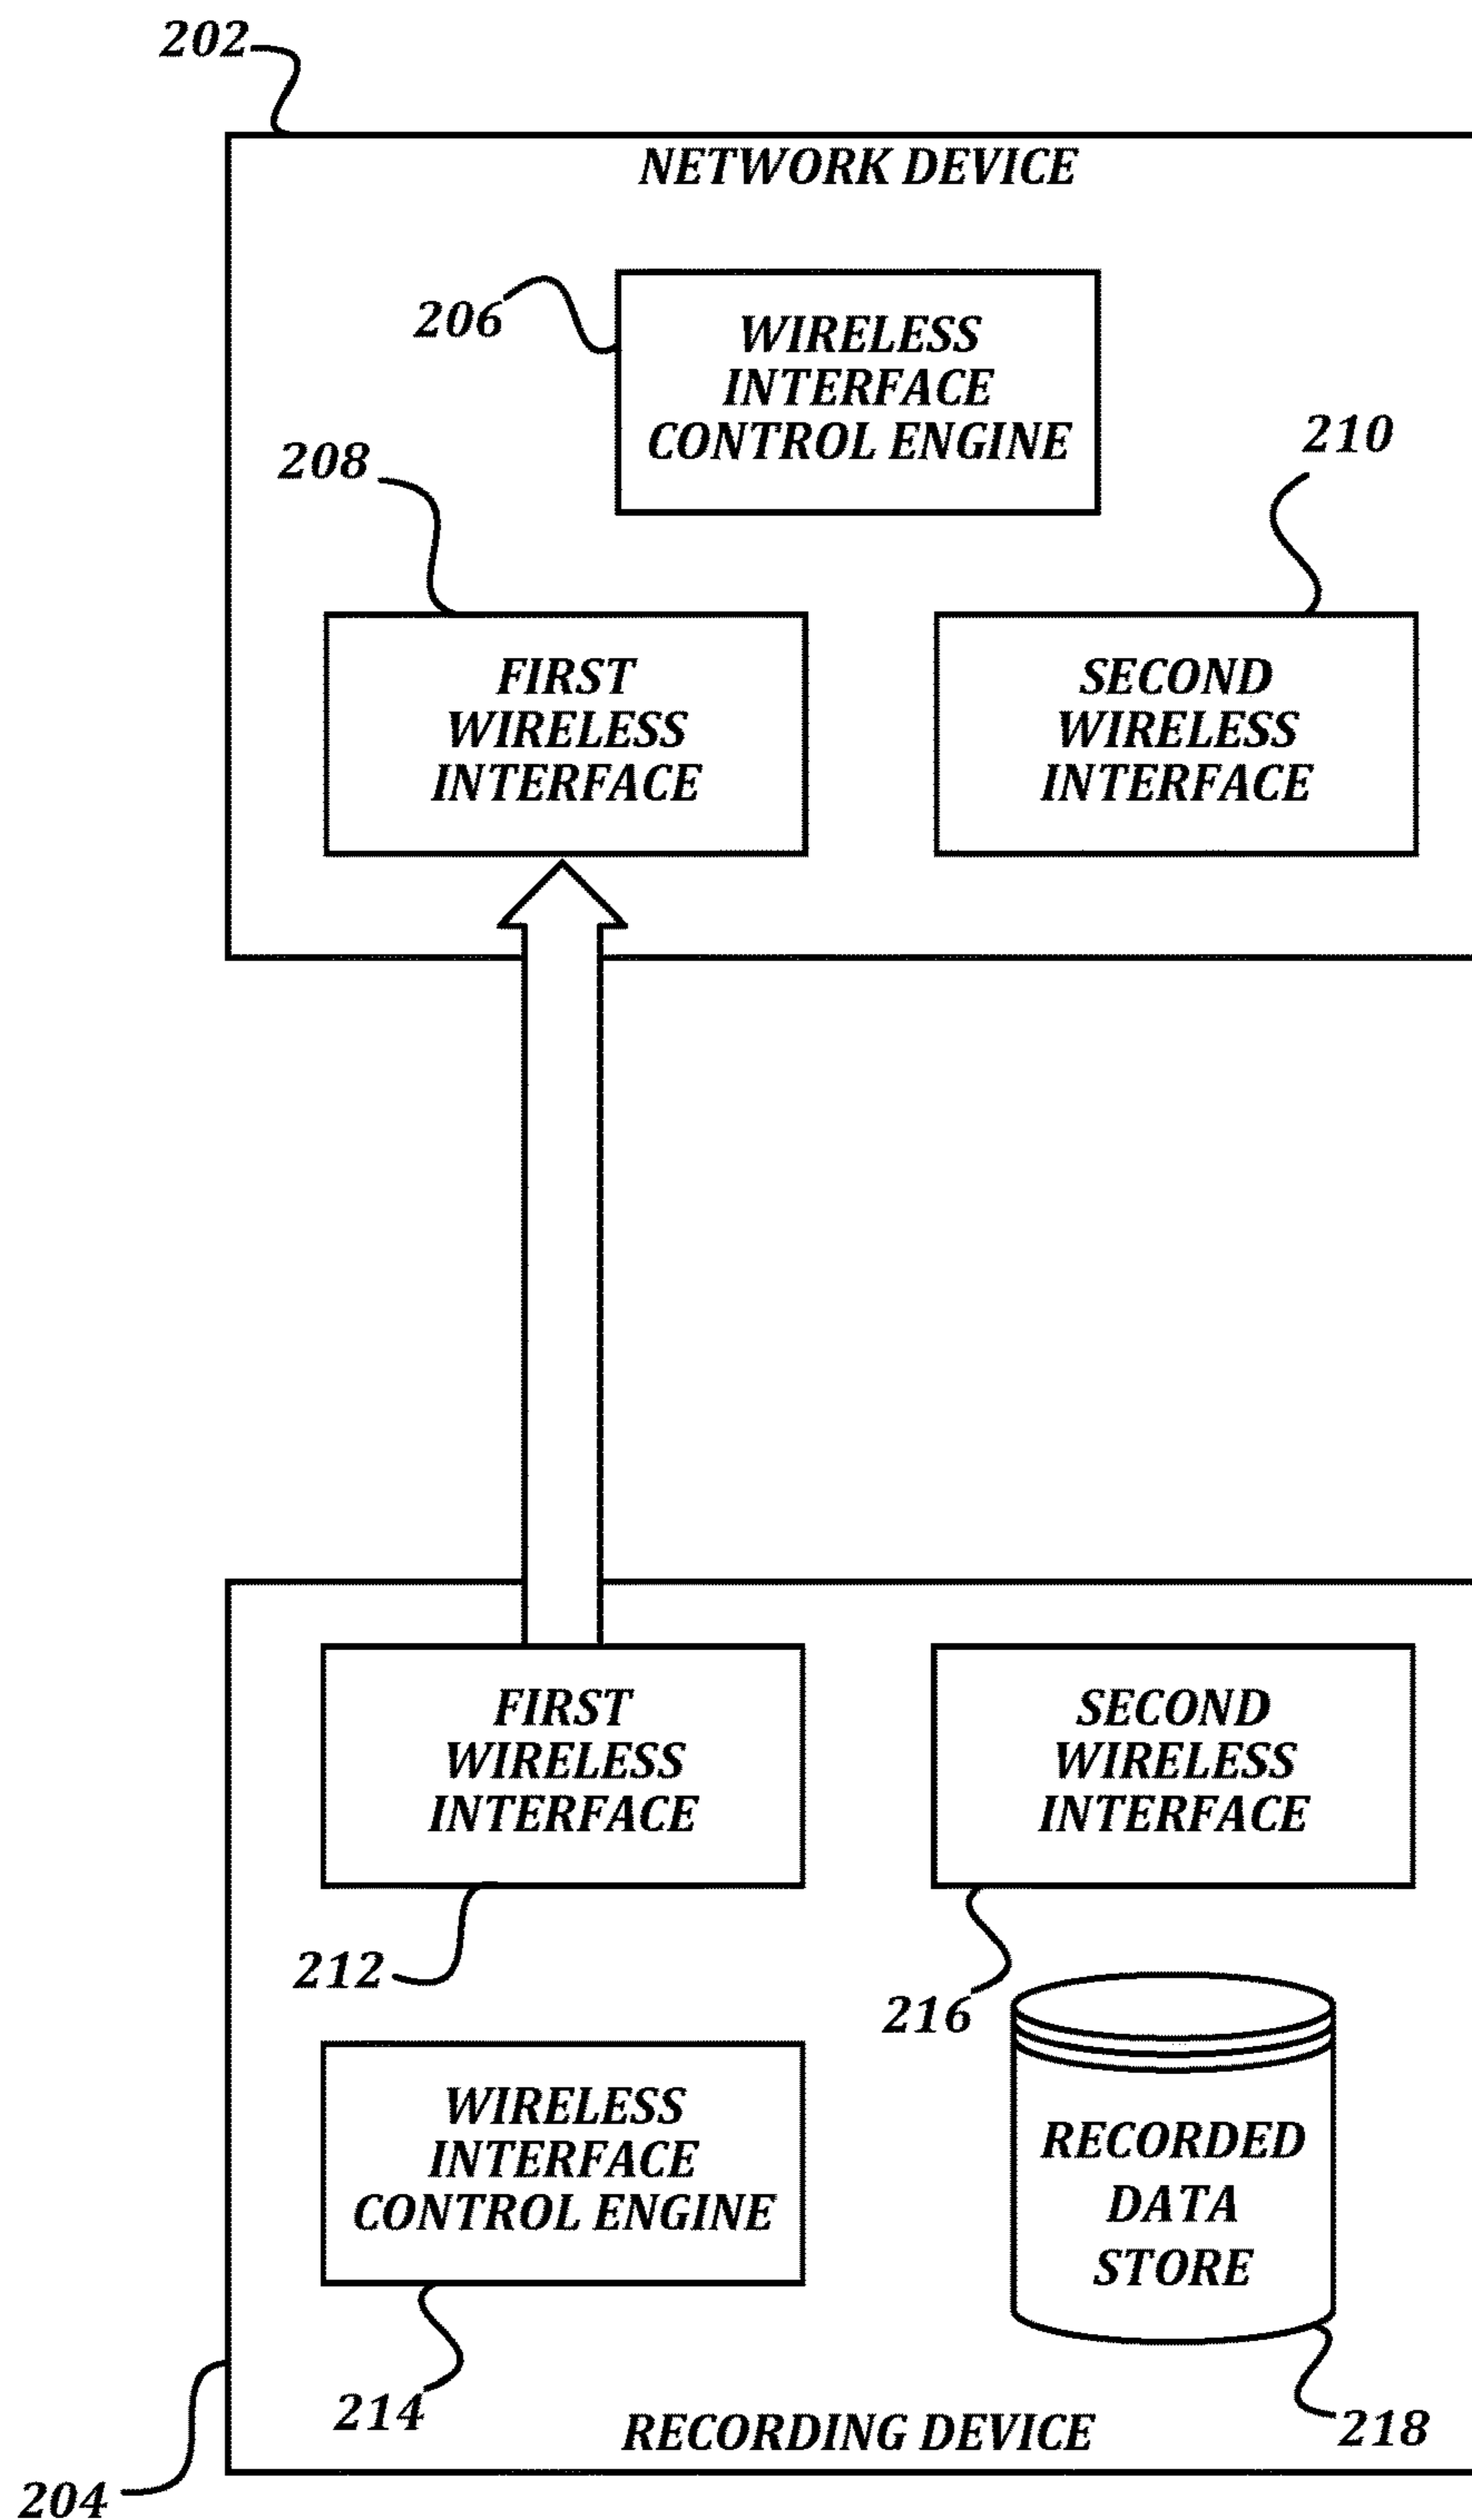 202
NETWORK DEVICE
206
WIRELESS
INTERFACE
CONTROL ENGINE
208
210
FIRST
WIRELESS
INTERFACE
SECOND
WIRELESS
INTERFACE
FIRST
WIRELESS
INTERFACE
SECOND
WIRELESS
INTERFACE
212
216
WIRELESS
INTERFACE
CONTROL ENGINE
RECORDED
DATA
STORE
214
RECORDING DEVICE
218
204